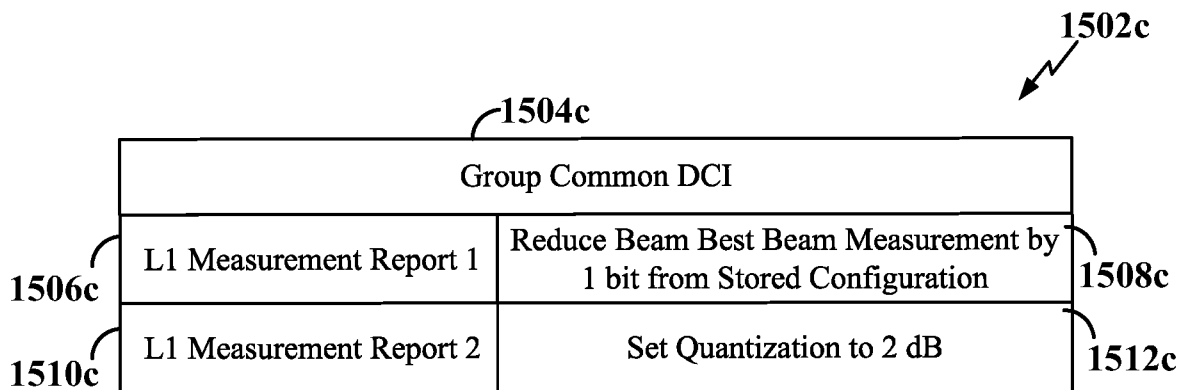 1502c
1504c
Group Common DCI
L1 Measurement Report 1
Reduce Beam Best Beam Measurement by
1 bit from Stored Configuration
1506c
1508c
L1 Measurement Report 2
Set Quantization to 2 dB
1510c
1512c